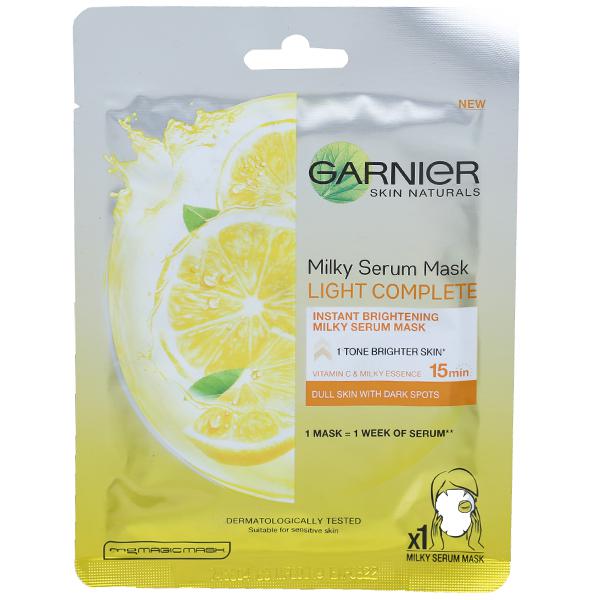 NEW
GARNIER
SKIN NATURALS
Milky Serum Mask
LIGHT COMPLETE
INSTANT BRIGHTENING
MILKY SERUM MASK
1 TONE BRIGHTER SKIN*
VITAMIN C & MILKY ESSENCE 15min
DULL SKIN WITH DARK SPOTS
1 MASK = 1 WEEK OF SERUM**
DERMATOLOGICALLY TESTED
Suitable for sensitive skin
MAGIC MASK
x1
MILKY SERUM MASK